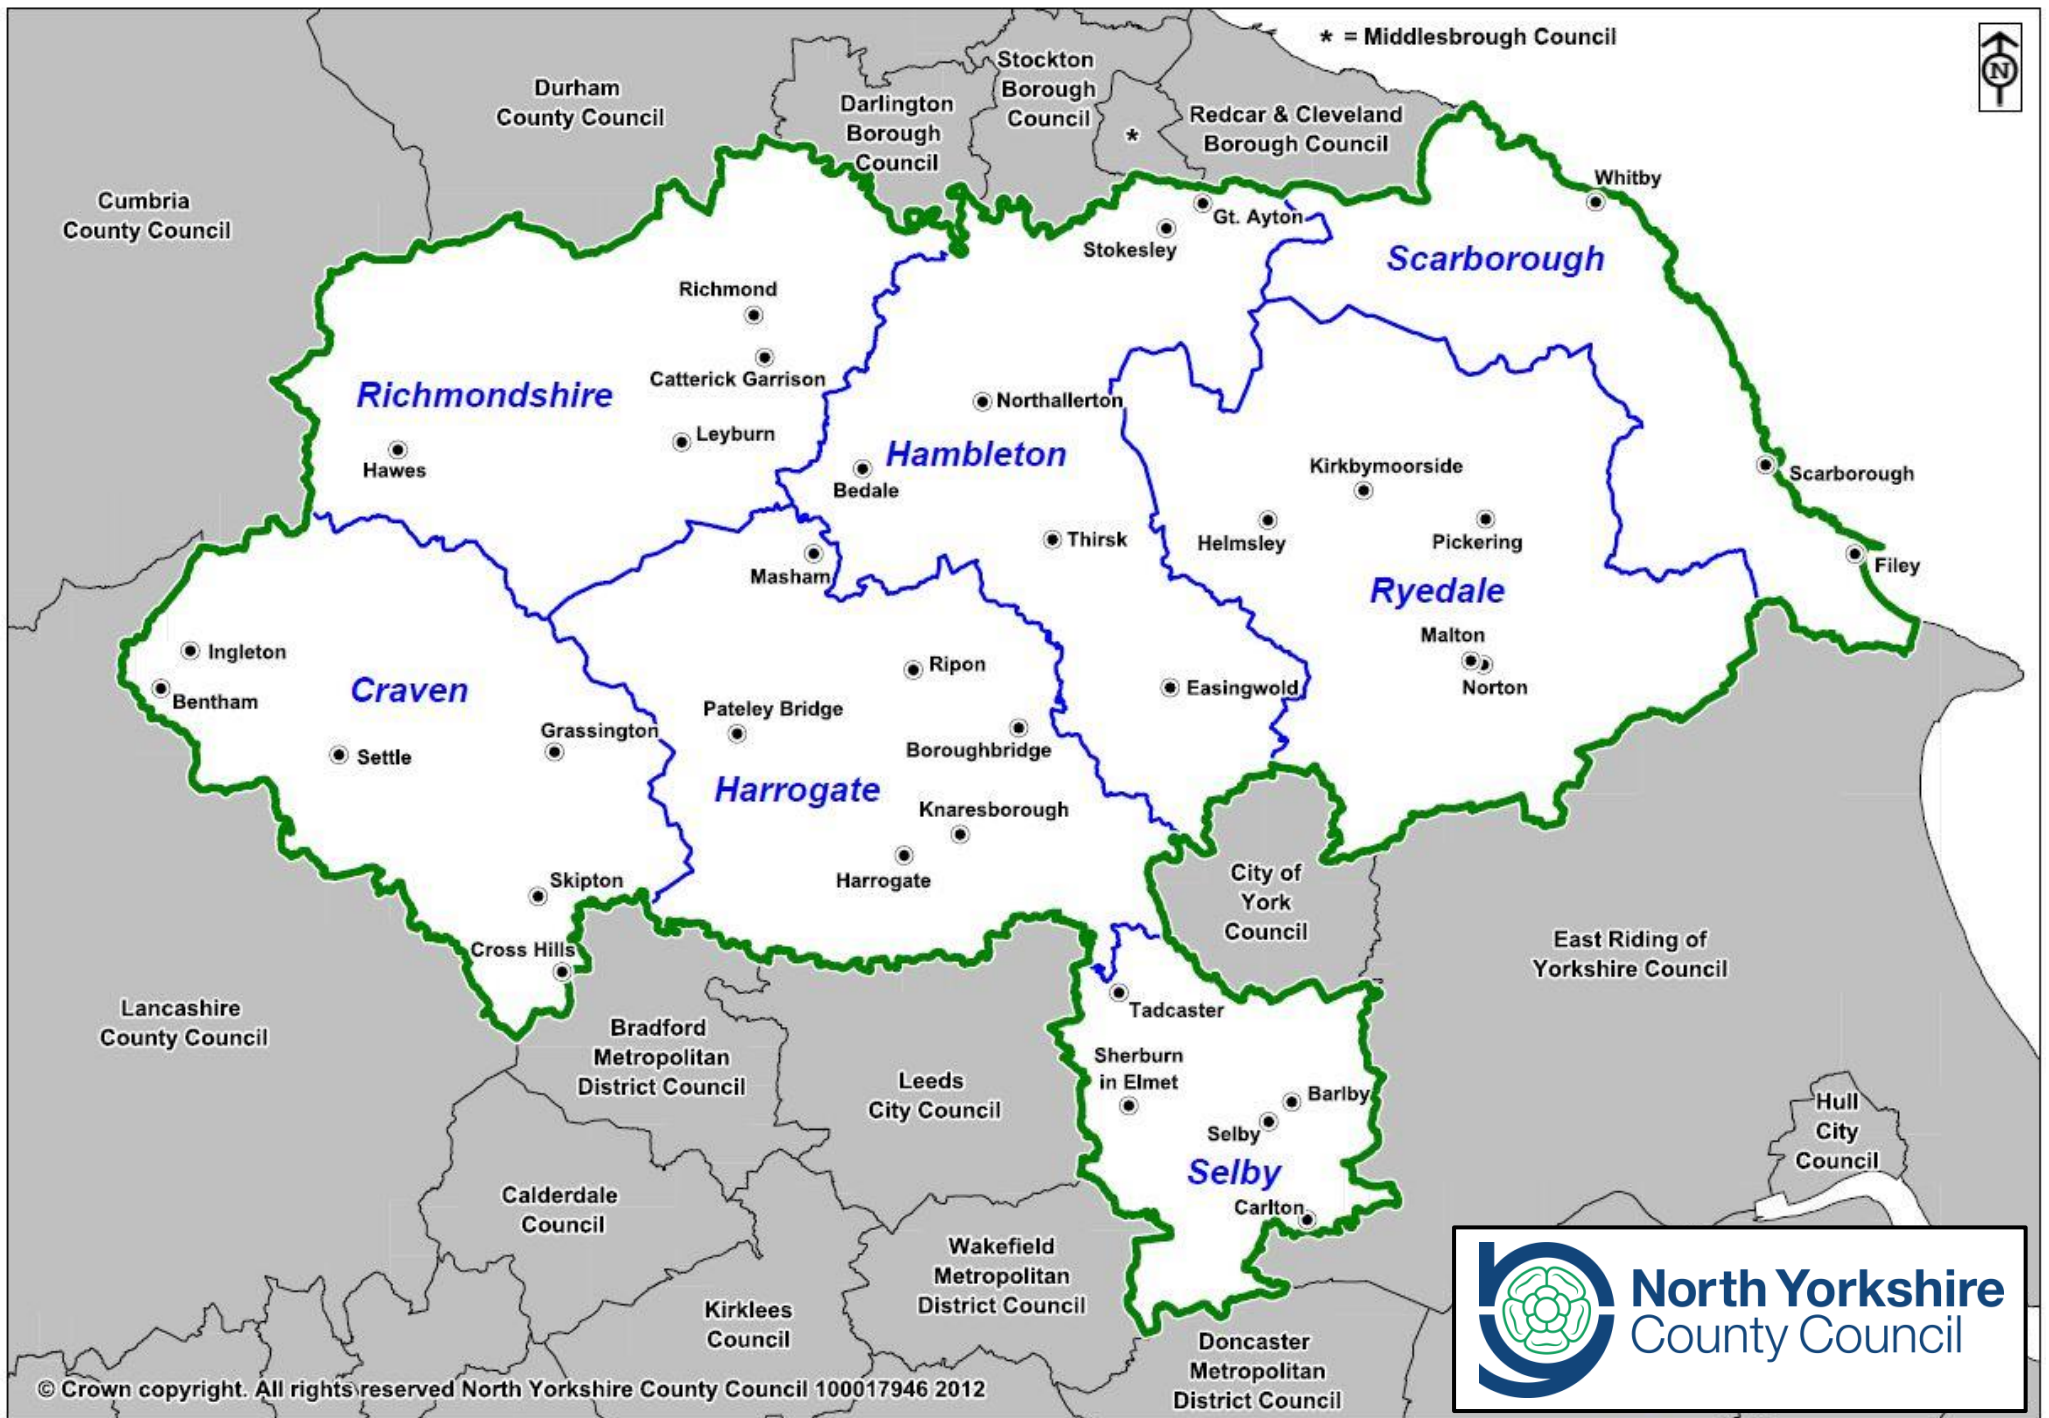 * = Middlesbrough Council
N
Stockton
Borough
Council
Durham
County Council
Darlington
Borough
Council
*
Redcar & Cleveland
Borough Council
Cumbria
County Council
Whitby
Gt. Ayton
Stokesley
Scarborough
Richmond
Catterick Garrison
Richmondshire
Northallerton
Leyburn
Hawes
Hambleton
Bedale
Kirkbymoorside
Scarborough
Thirsk
Helmsley
Pickering
Filey
Masham
Ryedale
Malton
Norton
Ingleton
Bentham
Craven
Ripon
Easingwold
Pateley Bridge
Grassington
Settle
Boroughbridge
Harrogate
Knaresborough
Harrogate
Skipton
City of
York
Council
Cross Hills
East Riding of
Yorkshire Council
Lancashire
County Council
Tadcaster
Bradford
Metropolitan
District Council
Leeds
City Council
Sherburn
in Elmet
Barlby
Selby
Selby
Carlton
Hull
City
Council
Calderdale
Council
Wakefield
Metropolitan
District Council
Kirklees
Council
Doncaster
Metropolitan
District Council
North Yorkshire
County Council
© Crown copyright. All rights reserved North Yorkshire County Council 100017946 2012